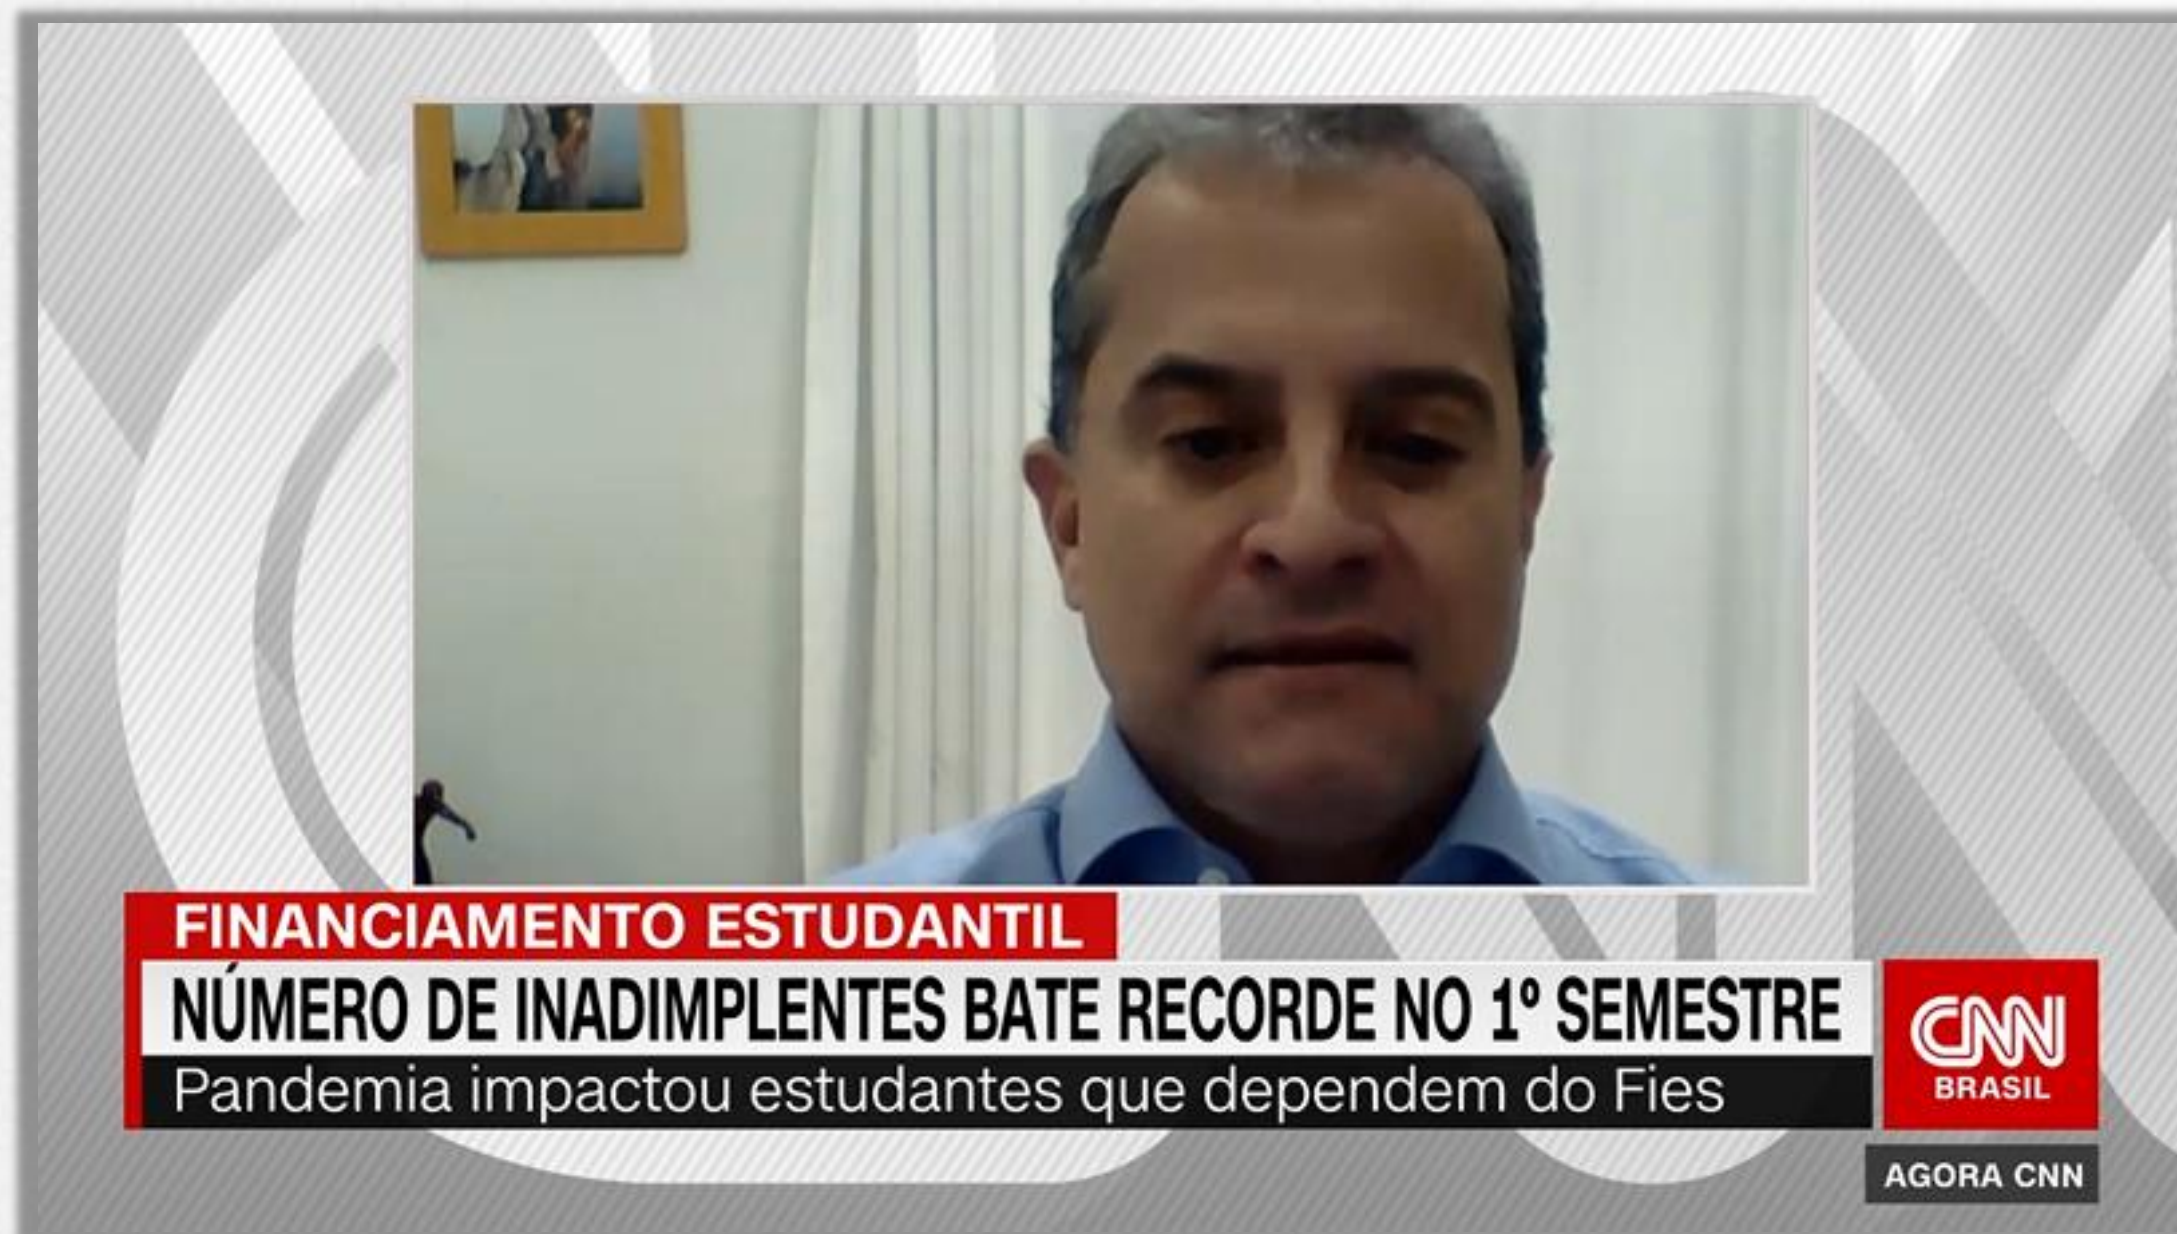 FINANCIAMENTO ESTUDANTIL
NÚMERO DE INADIMPLENTES BATE RECORDE NO 1º SEMESTRE
Pandemia impactou estudantes que dependem do Fies
CNN
BRASIL
AGORA CNN